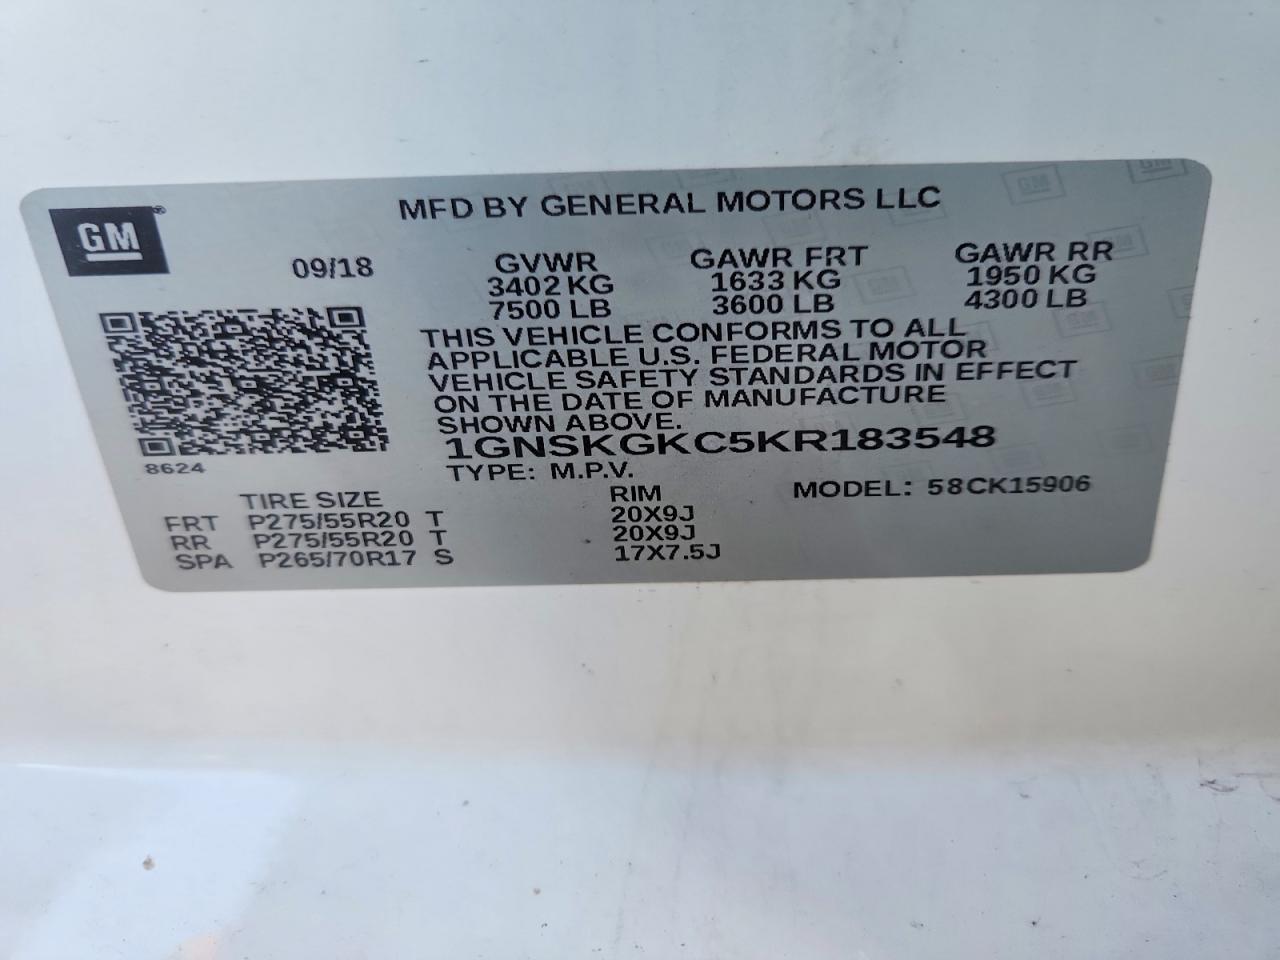 GM
MFD BY GENERAL MOTORS LLC
09/18
GVWR GAWR FRT GAWR RR
3402 KG 1633 KG 1950 KG
7500 LB 3600 LB 4300 LB
THIS VEHICLE CONFORMS TO ALL
APPLICABLE U.S. FEDERAL MOTOR
VEHICLE SAFETY STANDARDS IN EFFECT
ON THE DATE OF MANUFACTURE
SHOWN ABOVE.
1GNSKGKC5KR183548
8624
TYPE: M.P.V. MODEL: 58CK15906
TIRE SIZE RIM
FRT P275/55R20 T 20X9J
RR P275/55R20 T 20X9J
SPA P265/70R17 S 17X7.5J